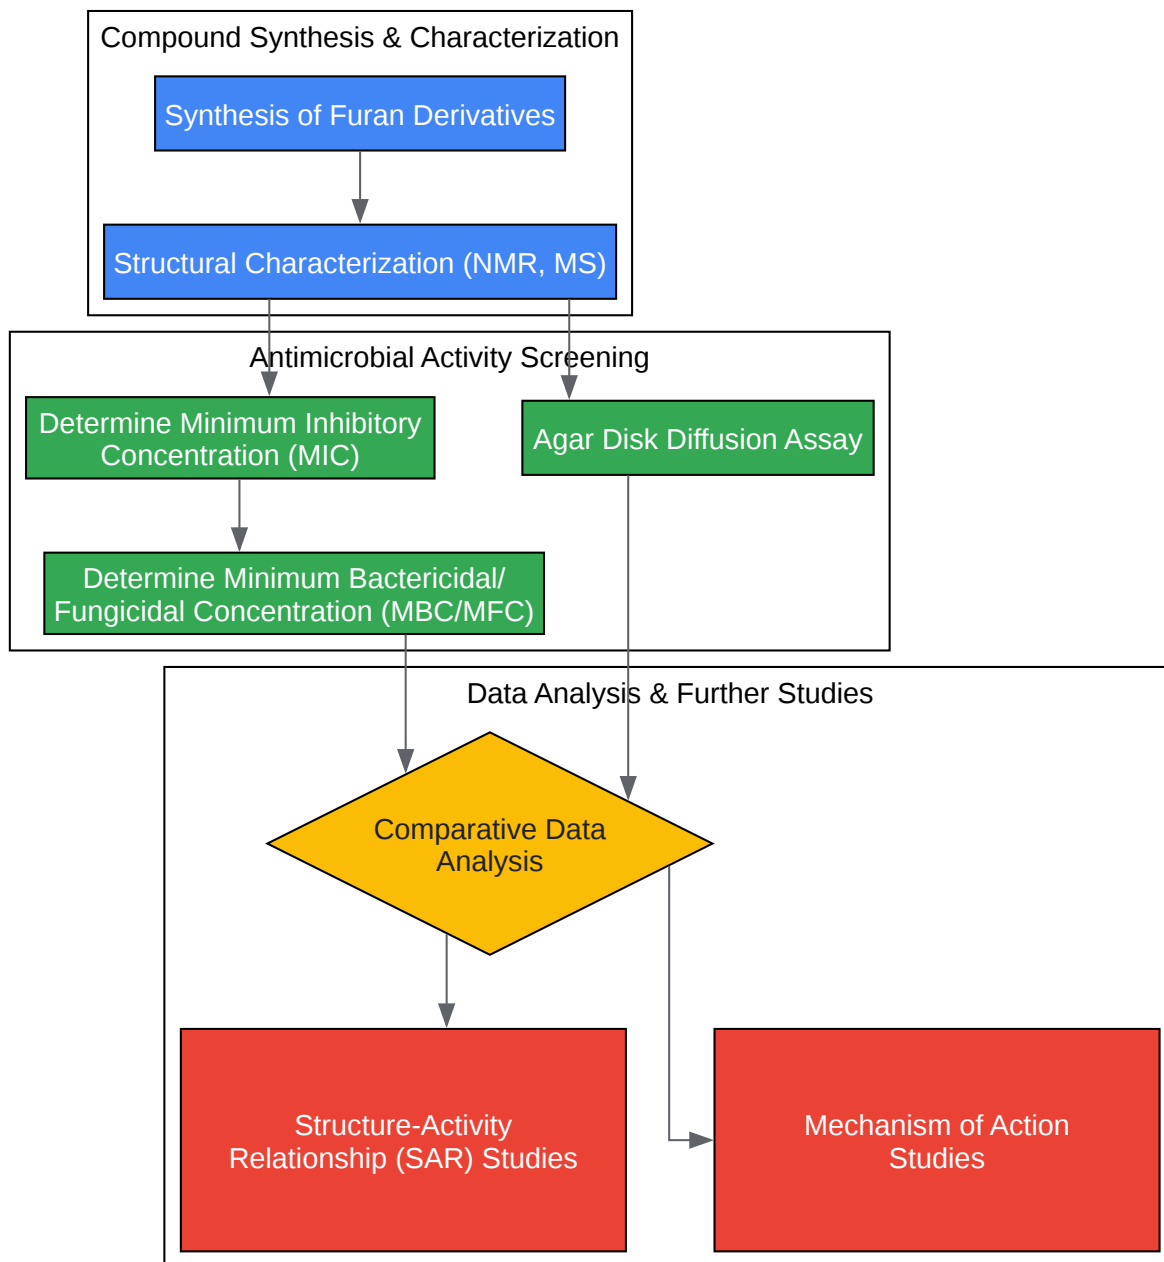 Compound Synthesis & Characterization
Synthesis of Furan Derivatives
Structural Characterization (NMR, MS)
Antimicrobial Activity Screening
Determine Minimum Inhibitory
Concentration (MIC)
Agar Disk Diffusion Assay
Determine Minimum Bactericidal/
Fungicidal Concentration (MBC/MFC)
Data Analysis & Further Studies
Comparative Data
Analysis
Structure-Activity
Relationship (SAR) Studies
Mechanism of Action
Studies